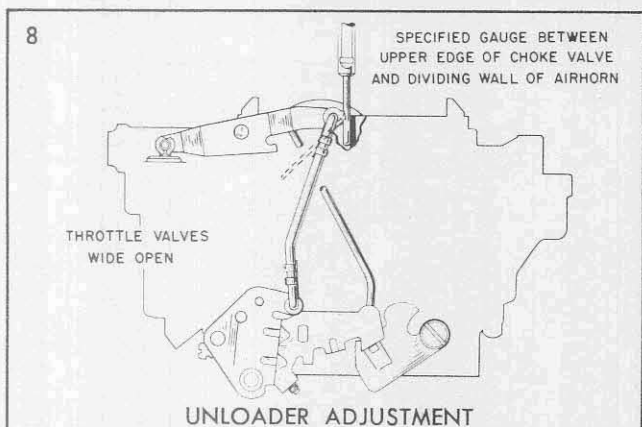 8
SPECIFIED GAUGE BETWEEN
UPPER EDGE OF CHOKE VALVE
AND DIVIDING WALL OF AIRHORN
THROTTLE VALVES
WIDE OPEN
UNLOADER ADJUSTMENT